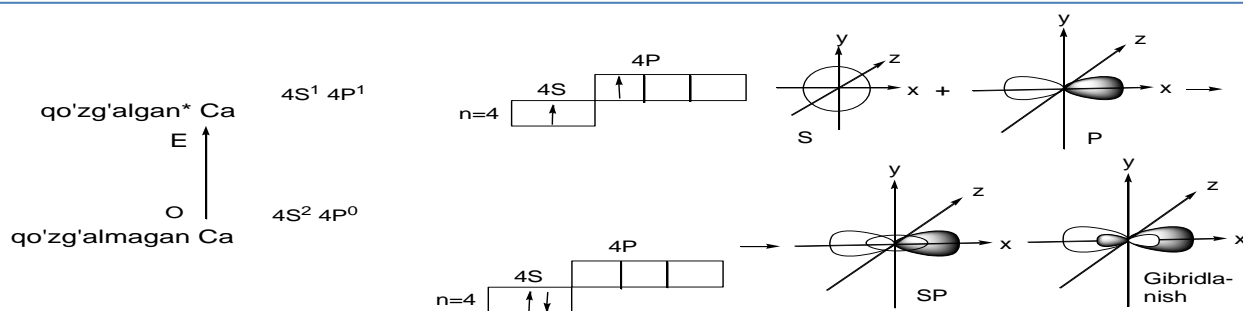 qo'zg'algan* Ca
4S¹ 4P¹
E
O
qo'zg'almagan Ca
4S² 4P⁰
4P
4S
n=4
y
z
x
S
+
y
z
x
P
4P
4S
n=4
y
z
x
SP
y
z
x
Gibridla-
nish